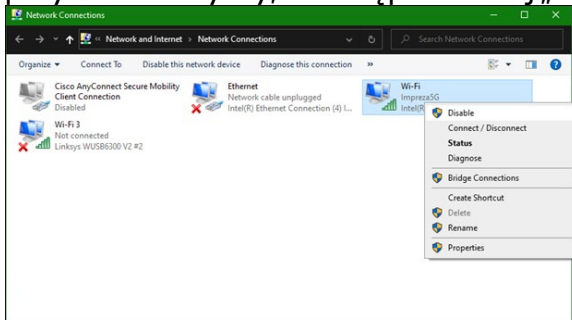 Network Connections
Network and Internet > Network Connections
Search Network Connections
Organize Connect To Disable this network device Diagnose this connection »
Cisco AnyConnect Secure Mobility
Client Connection
Disabled
Ethernet
Network cable unplugged
Intel(R) Ethernet Connection (4) I...
Wi-Fi
Impreza5G
Intel(R)
Wi-Fi 3
Not connected
Linksys WUSB6300 V2 #2
Disable
Connect / Disconnect
Status
Diagnose
Bridge Connections
Create Shortcut
Delete
Rename
Properties